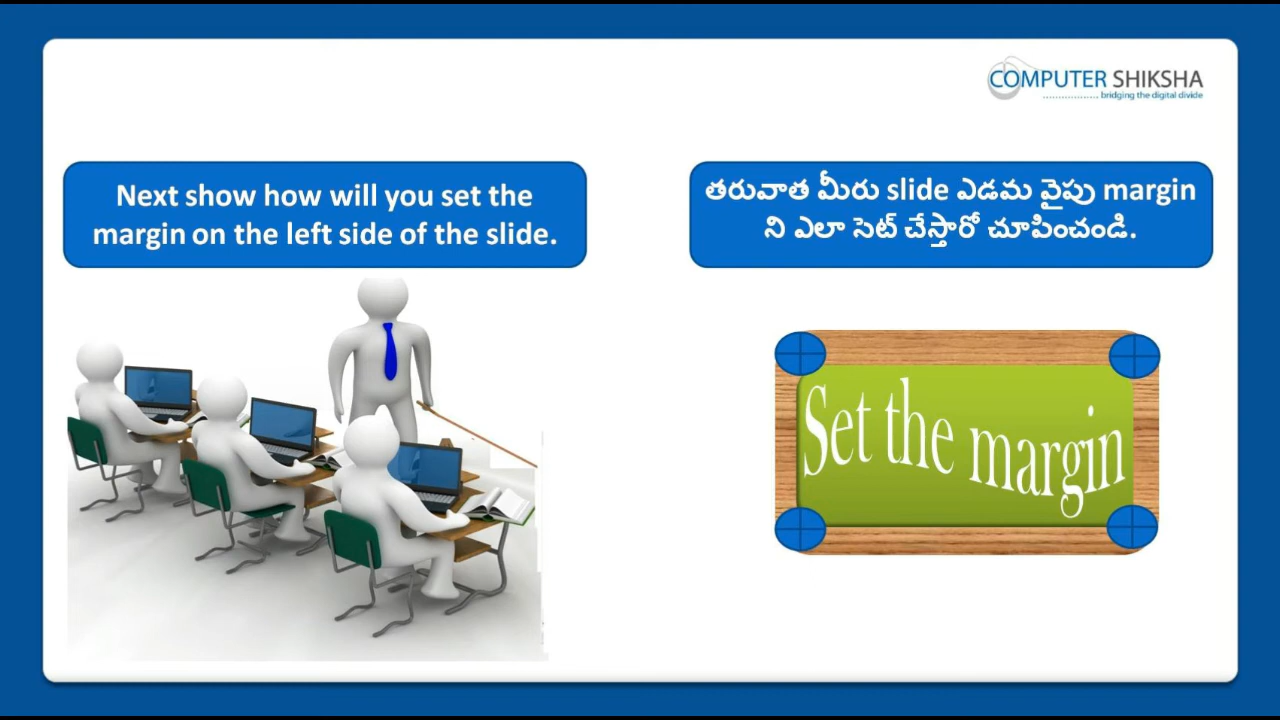 COMPUTER SHIKSHA
bridging the digital divide
Next show how will you set the
margin on the left side of the slide.
తరువాత మీరు slide ఎడమ వైపు margin
ని ఎలా సెట్ చేస్తారో చూపించండి.
Set the margin